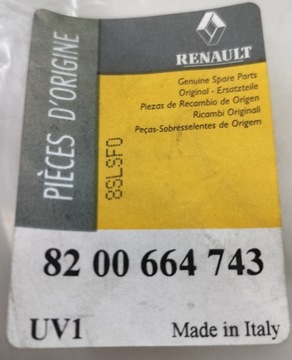 PIÈCES D'ORIGINE
RENAULT
Genuine Spare Parts
Original - Ersatzteile
Piezas de Recambio de Origen
Ricambi Originali
Peças-Sobresselentes de Origem
88L8F0
82 00 664 743
UV1
Made in Italy